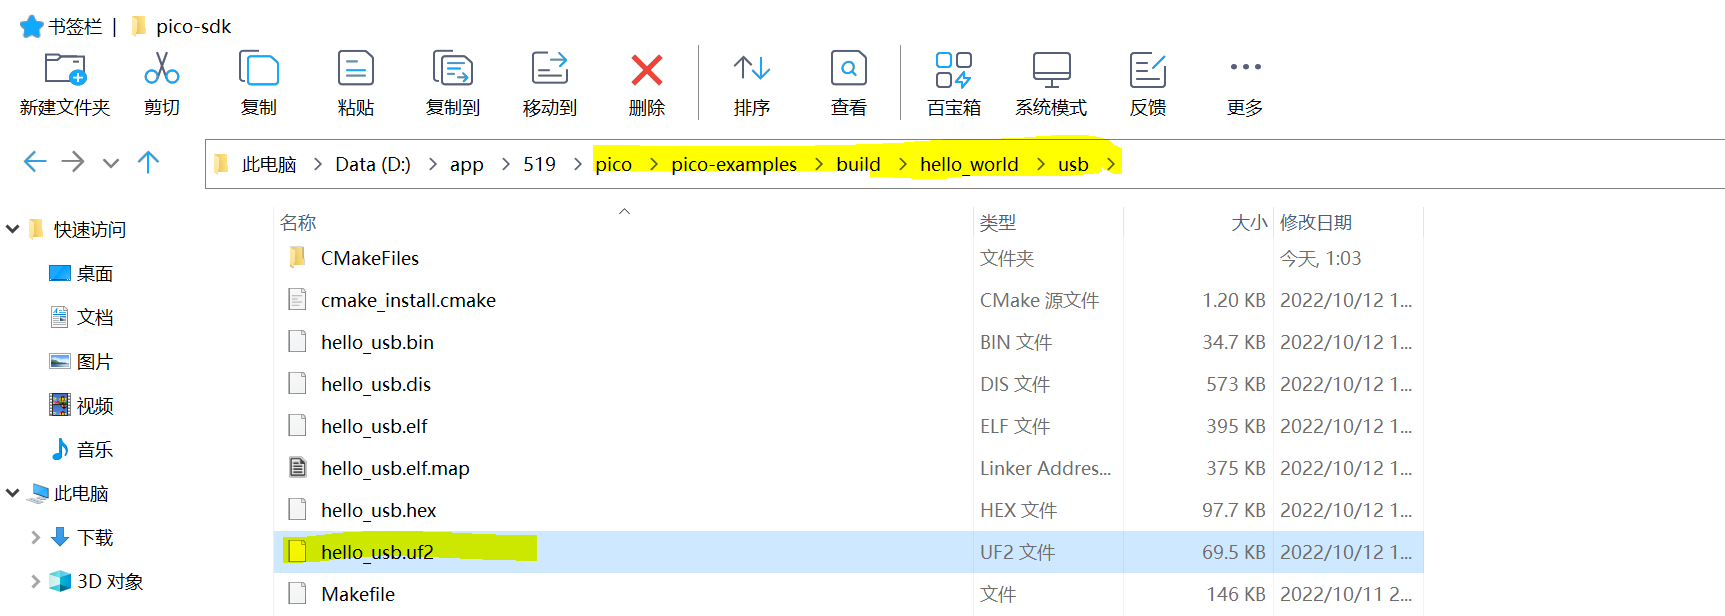 书签栏 | pico-sdk
新建文件夹 剪切 复制 粘贴 复制到 移动到 删除 排序 查看 百宝箱 系统模式 反馈 更多
此电脑 > Data (D:) > app > 519 > pico > pico-examples > build > hello_world > usb >
快速访问
桌面
文档
图片
视频
音乐
此电脑
下载
3D 对象
名称 类型 大小 修改日期
CMakeFiles 文件夹 今天, 1:03
cmake_install.cmake CMake 源文件 1.20 KB 2022/10/12 1...
hello_usb.bin BIN 文件 34.7 KB 2022/10/12 1...
hello_usb.dis DIS 文件 573 KB 2022/10/12 1...
hello_usb.elf ELF 文件 395 KB 2022/10/12 1...
hello_usb.elf.map Linker Addres... 375 KB 2022/10/12 1...
hello_usb.hex HEX 文件 97.7 KB 2022/10/12 1...
hello_usb.uf2 UF2 文件 69.5 KB 2022/10/12 1...
Makefile 文件 146 KB 2022/10/11 2...